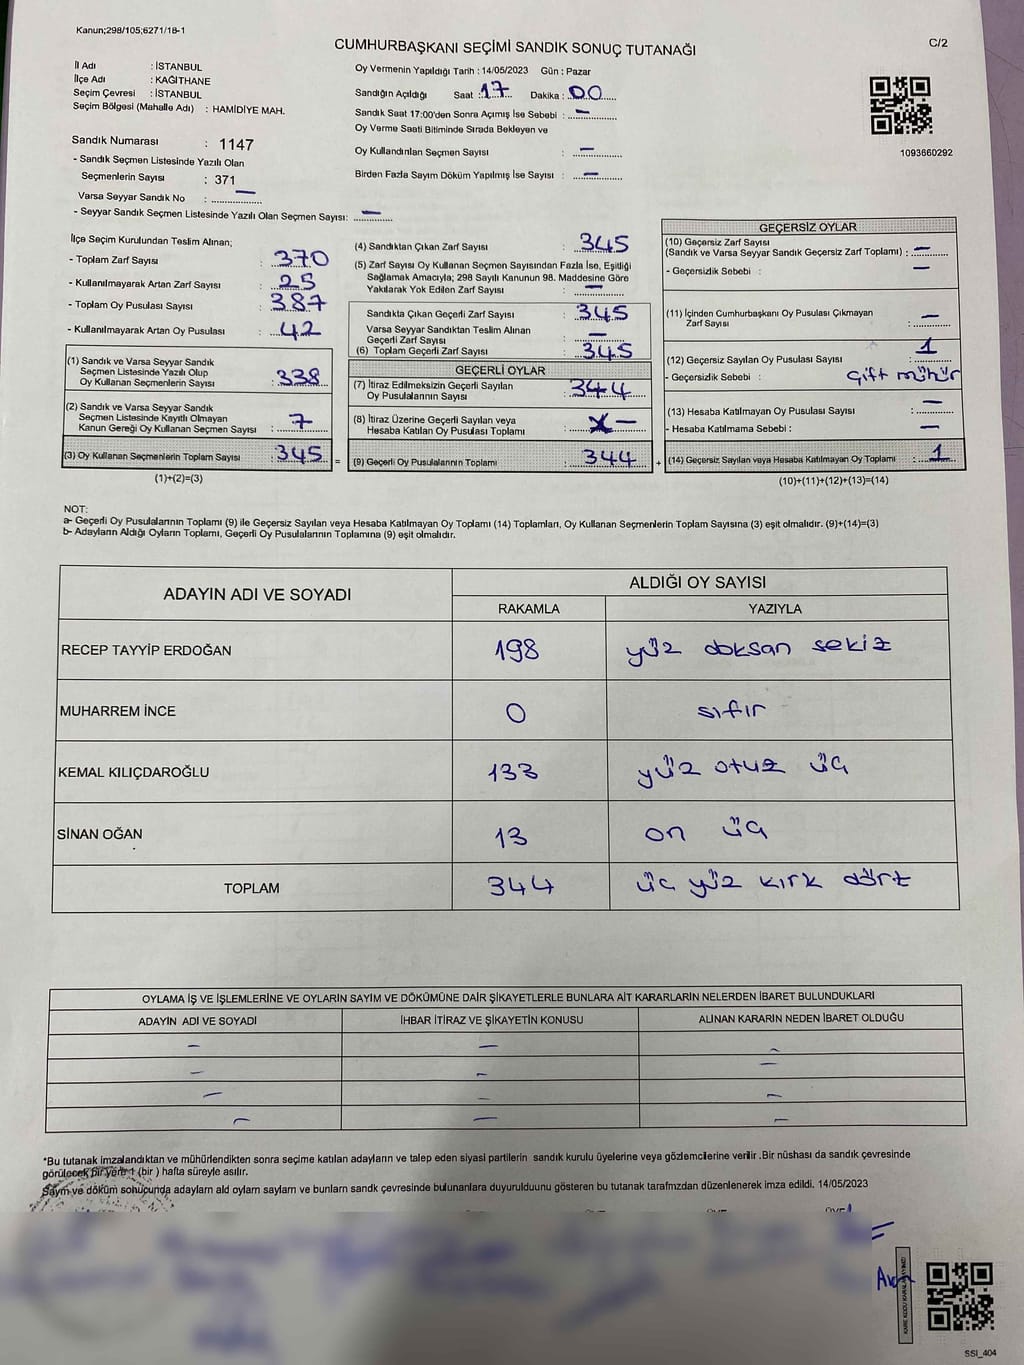 Kanun;298/105;6271/18-1
CUMHURBAŞKANI SEÇİMİ SANDIK SONUÇ TUTANAĞI
C/2
İl Adı : İSTANBUL
İlçe Adı : KAĞITHANE
Seçim Çevresi : İSTANBUL
Seçim Bölgesi (Mahalle Adı) : HAMİDİYE MAH.
Oy Vermenin Yapıldığı Tarih : 14/05/2023 Gün : Pazar
Sandığın Açıldığı Saat : 17 Dakika : 00
Sandık Saat 17:00'den Sonra Açımış İse Sebebi : —
Oy Verme Saati Bitiminde Sırada Bekleyen ve
Oy Kullandırılan Seçmen Sayısı : —
Birden Fazla Sayım Döküm Yapılmış İse Sayısı : —
1093660292
Sandık Numarası : 1147
- Sandık Seçmen Listesinde Yazılı Olan
Seçmenlerin Sayısı : 371
Varsa Seyyar Sandık No : —
- Seyyar Sandık Seçmen Listesinde Yazılı Olan Seçmen Sayısı: —
İlçe Seçim Kurulundan Teslim Alınan;
- Toplam Zarf Sayısı : 370
- Kullanılmayarak Artan Zarf Sayısı : 25
- Toplam Oy Pusulası Sayısı : 387
- Kullanılmayarak Artan Oy Pusulası : 42
(1) Sandık ve Varsa Seyyar Sandık
Seçmen Listesinde Yazılı Olup
Oy Kullanan Seçmenlerin Sayısı : 338
(2) Sandık ve Varsa Seyyar Sandık
Seçmen Listesinde Kayıtlı Olmayan
Kanun Gereği Oy Kullanan Seçmen Sayısı : 7
(3) Oy Kullanan Seçmenlerin Toplam Sayısı : 345 =
(1)+(2)=(3)
(4) Sandıktan Çıkan Zarf Sayısı : 345
(5) Zarf Sayısı Oy Kullanan Seçmen Sayısından Fazla İse, Eşitliği
Sağlamak Amacıyla; 298 Sayılı Kanunun 98. Maddesine Göre
Yakılarak Yok Edilen Zarf Sayısı : —
Sandıkta Çıkan Geçerli Zarf Sayısı : 345
Varsa Seyyar Sandıktan Teslim Alınan
Geçerli Zarf Sayısı : —
(6) Toplam Geçerli Zarf Sayısı : 345
GEÇERLİ OYLAR
(7) İtiraz Edilmeksizin Geçerli Sayılan
Oy Pusulalarının Sayısı : 344
(8) İtiraz Üzerine Geçerli Sayılan veya
Hesaba Katılan Oy Pusulası Toplamı : —
(9) Geçerli Oy Pusulalarının Toplamı : 344 +
GEÇERSİZ OYLAR
(10) Geçersiz Zarf Sayısı
(Sandık ve Varsa Seyyar Sandık Geçersiz Zarf Toplamı) : —
- Geçersizlik Sebebi : —
(11) İçinden Cumhurbaşkanı Oy Pusulası Çıkmayan
Zarf Sayısı : —
(12) Geçersiz Sayılan Oy Pusulası Sayısı : 1
- Geçersizlik Sebebi : Çift mühür
(13) Hesaba Katılmayan Oy Pusulası Sayısı : —
- Hesaba Katılmama Sebebi : —
(14) Geçersiz Sayılan veya Hesaba Katılmayan Oy Toplamı : 1
(10)+(11)+(12)+(13)=(14)
NOT:
a- Geçerli Oy Pusulalarının Toplamı (9) ile Geçersiz Sayılan veya Hesaba Katılmayan Oy Toplamı (14) Toplamları, Oy Kullanan Seçmenlerin Toplam Sayısına (3) eşit olmalıdır. (9)+(14)=(3)
b- Adayların Aldığı Oyların Toplamı, Geçerli Oy Pusulalarının Toplamına (9) eşit olmalıdır.
ADAYIN ADI VE SOYADI ALDIĞI OY SAYISI
RAKAMLA YAZIYLA
RECEP TAYYİP ERDOĞAN 198 yüz doksan sekiz
MUHARREM İNCE 0 sıfır
KEMAL KILIÇDAROĞLU 133 yüz otuz üç
SİNAN OĞAN 13 on üç
TOPLAM 344 üç yüz kırk dört
OYLAMA İŞ VE İŞLEMLERİNE VE OYLARIN SAYIM VE DÖKÜMÜNE DAİR ŞİKAYETLERLE BUNLARA AİT KARARLARIN NELERDEN İBARET BULUNDUKLARI
ADAYIN ADI VE SOYADI İHBAR İTİRAZ VE ŞİKAYETİN KONUSU ALINAN KARARIN NEDEN İBARET OLDUĞU
— — —
— — —
— — —
— — —
*Bu tutanak imzalandıktan ve mühürlendikten sonra seçime katılan adayların ve talep eden siyasi partilerin sandık kurulu üyelerine veya gözlemcilerine verilir .Bir nüshası da sandık çevresinde
görülecek bir yere 1 (bir ) hafta süreyle asılır.
Sayım ve döküm sonuçunda adaylarn ald oylarn saylarn ve bunlarn sandk çevresinde bulunanlara duyurulduunu gösteren bu tutanak tarafmzdan düzenlenerek imza edildi. 14/05/2023
SSI_404